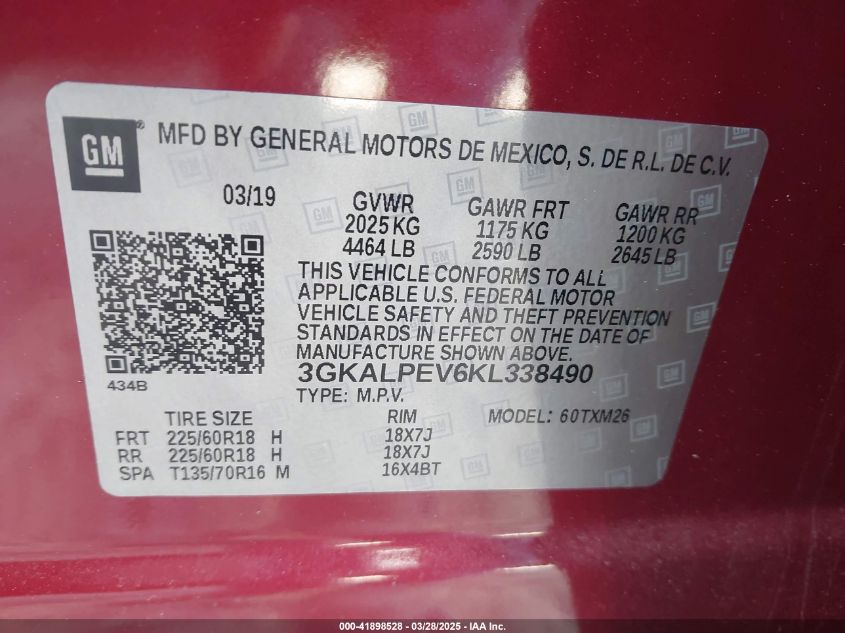 GM ®
MFD BY GENERAL MOTORS DE MEXICO, S. DE R.L. DE C.V.
03/19
GVWR GAWR FRT GAWR RR
2025 KG 1175 KG 1200 KG
4464 LB 2590 LB 2645 LB
THIS VEHICLE CONFORMS TO ALL
APPLICABLE U.S. FEDERAL MOTOR
VEHICLE SAFETY AND THEFT PREVENTION
STANDARDS IN EFFECT ON THE DATE OF
MANUFACTURE SHOWN ABOVE.
434B
3GKALPEV6KL338490
TYPE: M.P.V.
TIRE SIZE RIM MODEL: 60TXM26
FRT 225/60R18 H 18X7J
RR 225/60R18 H 18X7J
SPA T135/70R16 M 16X4BT
000-41898528 — 03/28/2025 - IAA Inc.